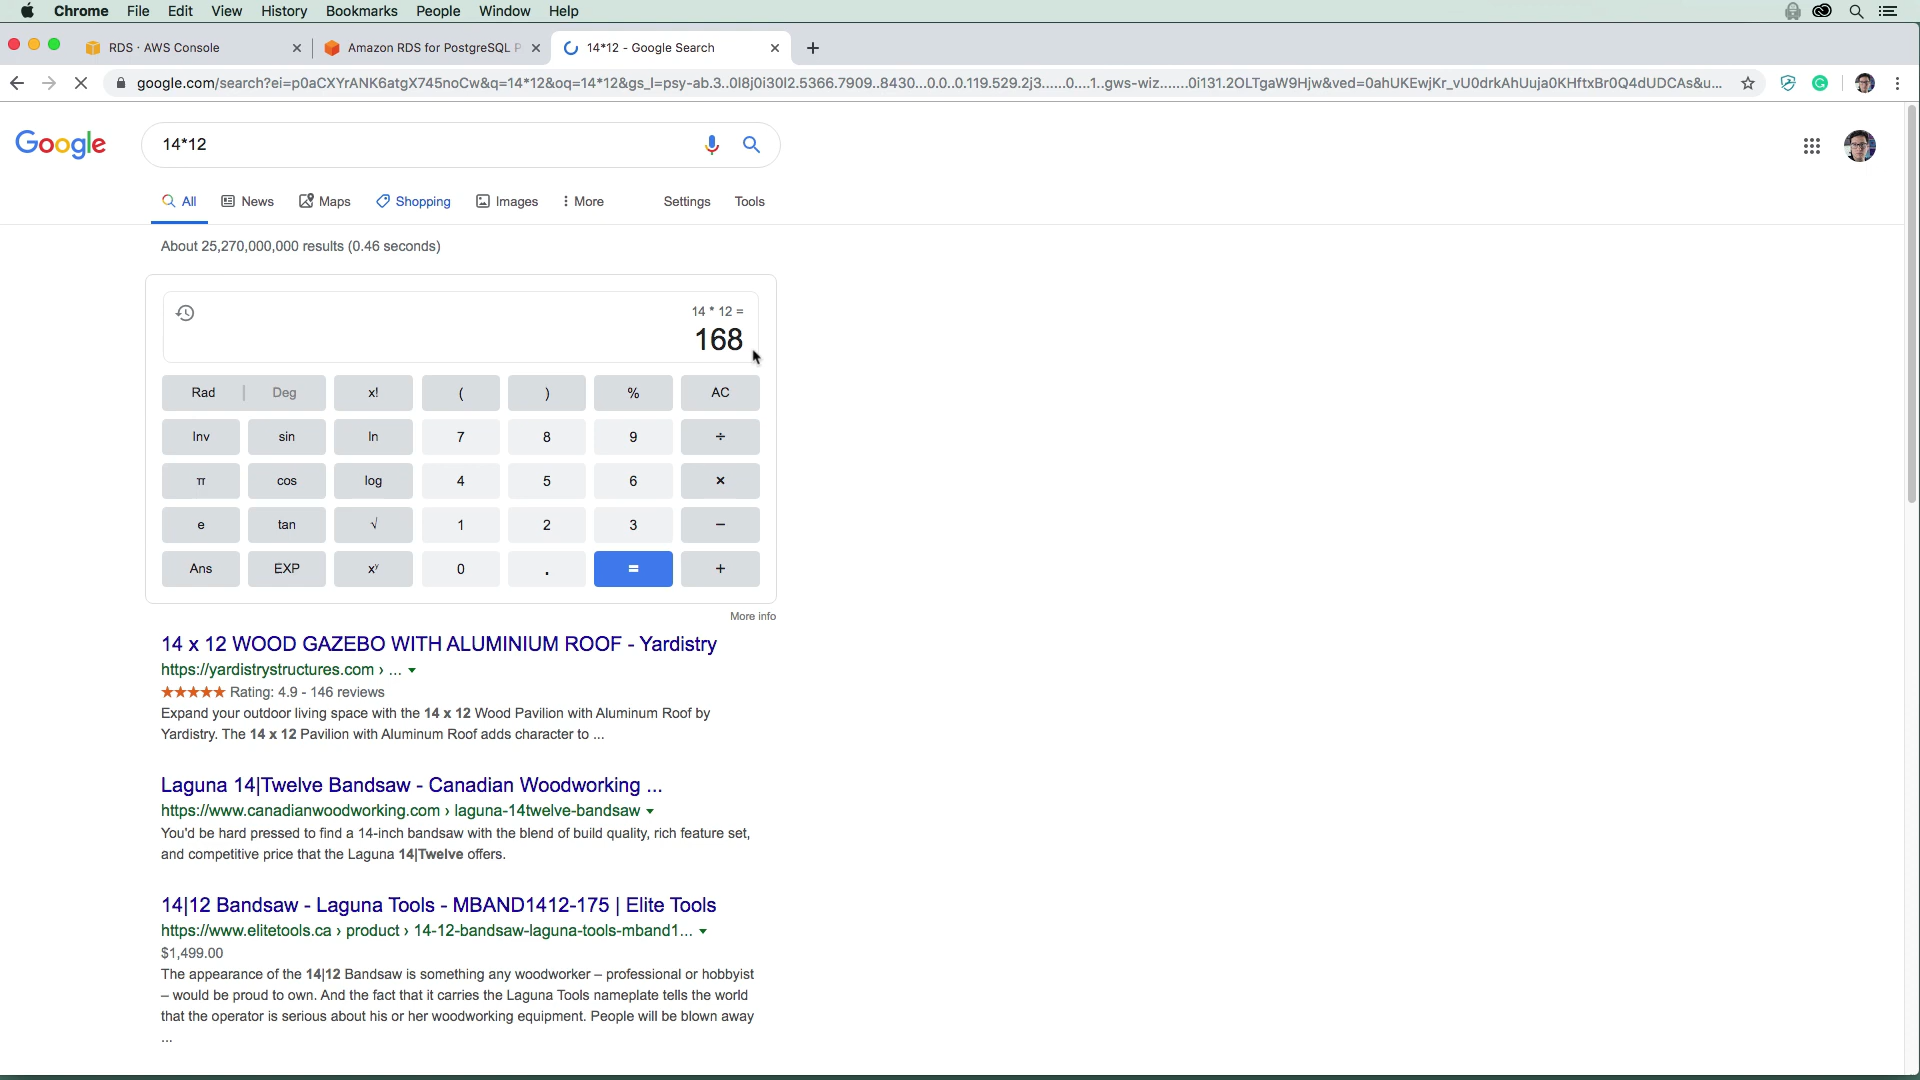 Chrome File Edit View History Bookmarks People Window Help
RDS · AWS Console
Amazon RDS for PostgreSQL P
14*12 - Google Search
google.com/search?ei=p0aCXYrANK6atgX745noCw&q=14*12&oq=14*12&gs_l=psy-ab.3..0l8j0i30l2.5366.7909..8430...0.0..0.119.529.2j3......0....1..gws-wiz.......0i131.2OLTgaW9Hjw&ved=0ahUKEwjKr_vU0drkAhUuja0KHftxBr0Q4dUDCAs&u...
Google
14*12
All News Maps Shopping Images More Settings Tools
About 25,270,000,000 results (0.46 seconds)
14 * 12 =
168
Rad | Deg x! ( ) % AC
Inv sin ln 7 8 9 ÷
π cos log 4 5 6 ×
e tan √ 1 2 3 −
Ans EXP xʸ 0 . = +
More info
14 x 12 WOOD GAZEBO WITH ALUMINIUM ROOF - Yardistry
https://yardistrystructures.com › ...
★★★★★ Rating: 4.9 - 146 reviews
Expand your outdoor living space with the 14 x 12 Wood Pavilion with Aluminum Roof by
Yardistry. The 14 x 12 Pavilion with Aluminum Roof adds character to ...
Laguna 14|Twelve Bandsaw - Canadian Woodworking ...
https://www.canadianwoodworking.com › laguna-14twelve-bandsaw
You'd be hard pressed to find a 14-inch bandsaw with the blend of build quality, rich feature set,
and competitive price that the Laguna 14|Twelve offers.
14|12 Bandsaw - Laguna Tools - MBAND1412-175 | Elite Tools
https://www.elitetools.ca › product › 14-12-bandsaw-laguna-tools-mband1...
$1,499.00
The appearance of the 14|12 Bandsaw is something any woodworker – professional or hobbyist
– would be proud to own. And the fact that it carries the Laguna Tools nameplate tells the world
that the operator is serious about his or her woodworking equipment. People will be blown away
...